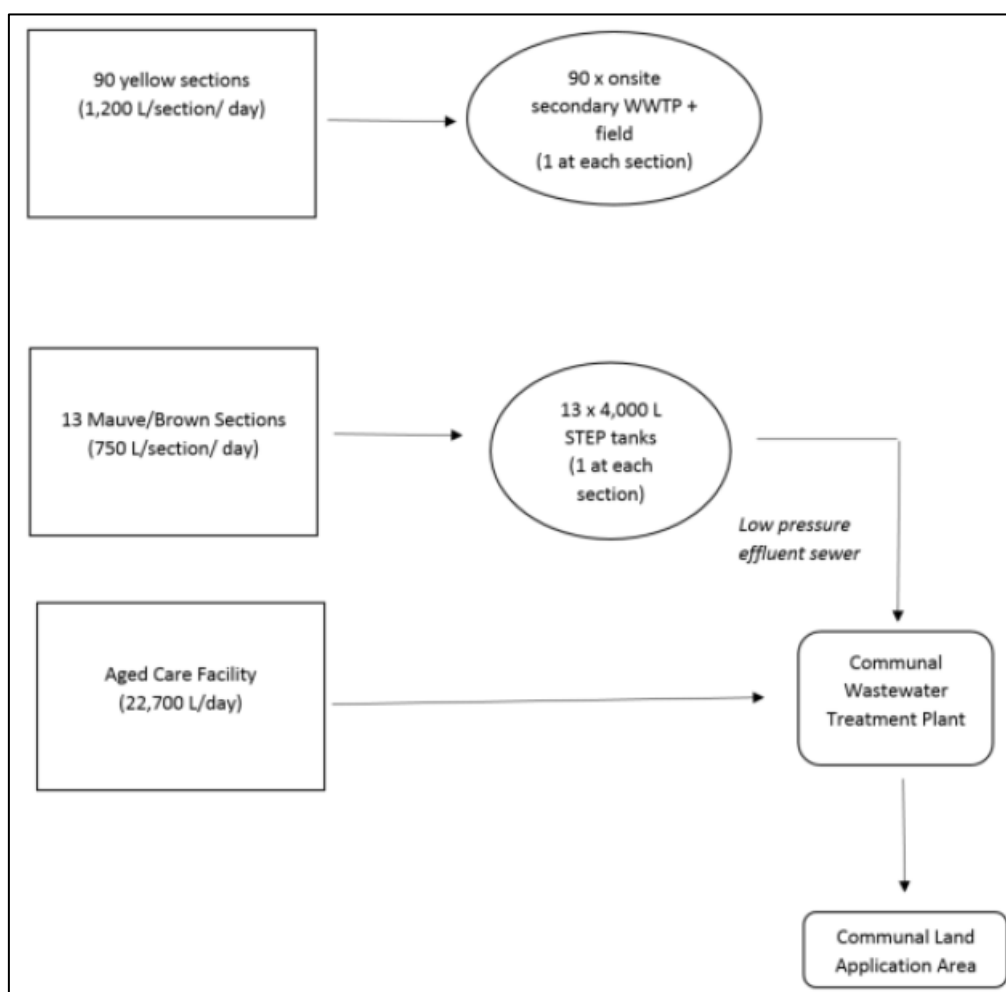 90 yellow sections
(1,200 L/section/ day)
90 x onsite
secondary WWTP +
field
(1 at each section)
13 Mauve/Brown Sections
(750 L/section/ day)
13 x 4,000 L
STEP tanks
(1 at each
section)
Low pressure
effluent sewer
Aged Care Facility
(22,700 L/day)
Communal
Wastewater
Treatment Plant
Communal Land
Application Area